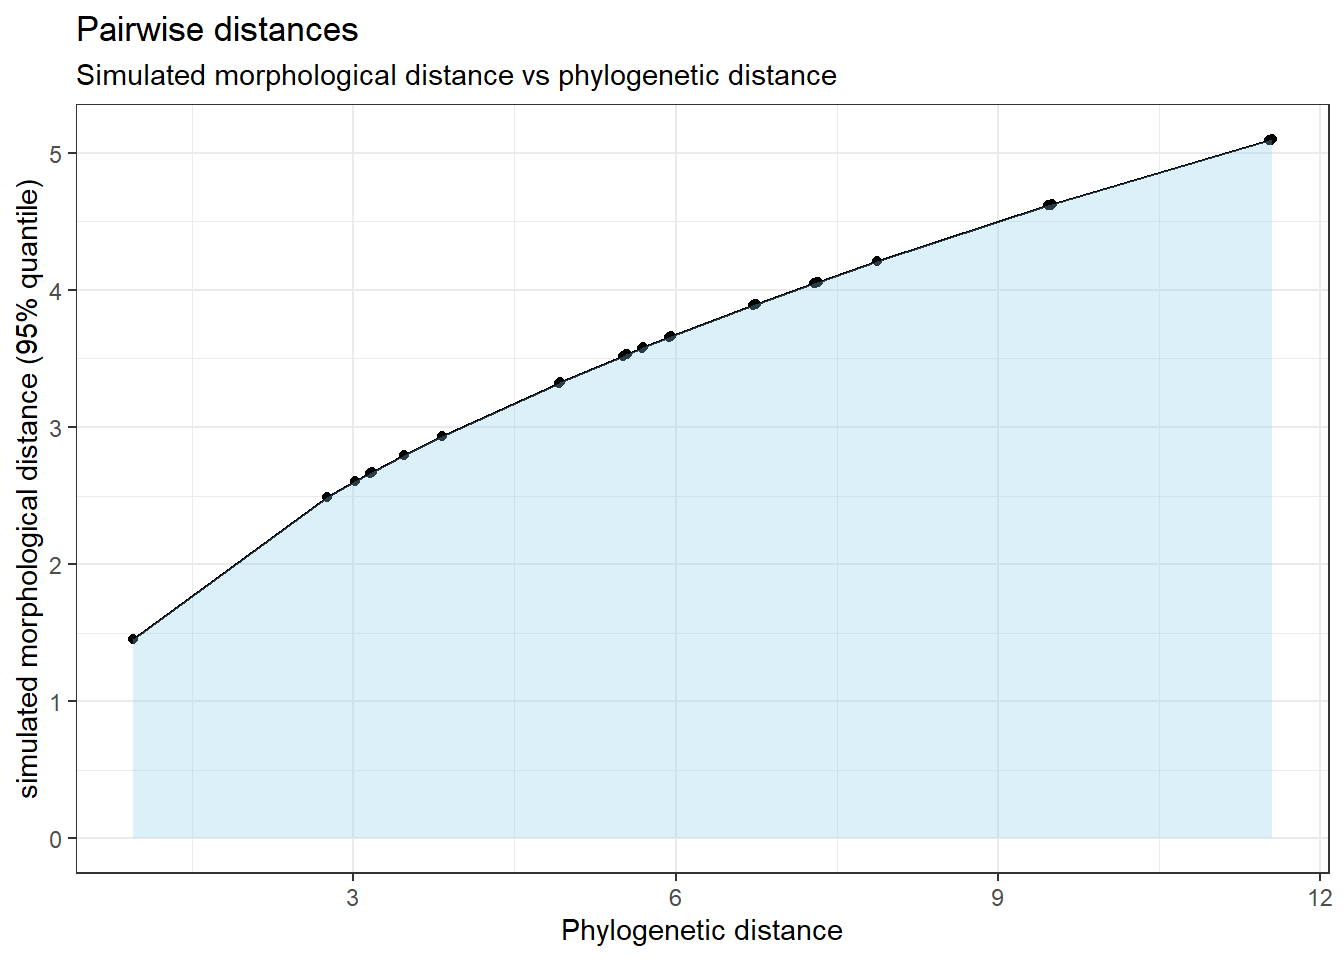 Pairwise distances
Simulated morphological distance vs phylogenetic distance
simulated morphological distance (95% quantile)
5
4
3
2
1
0
3
6
9
12
Phylogenetic distance